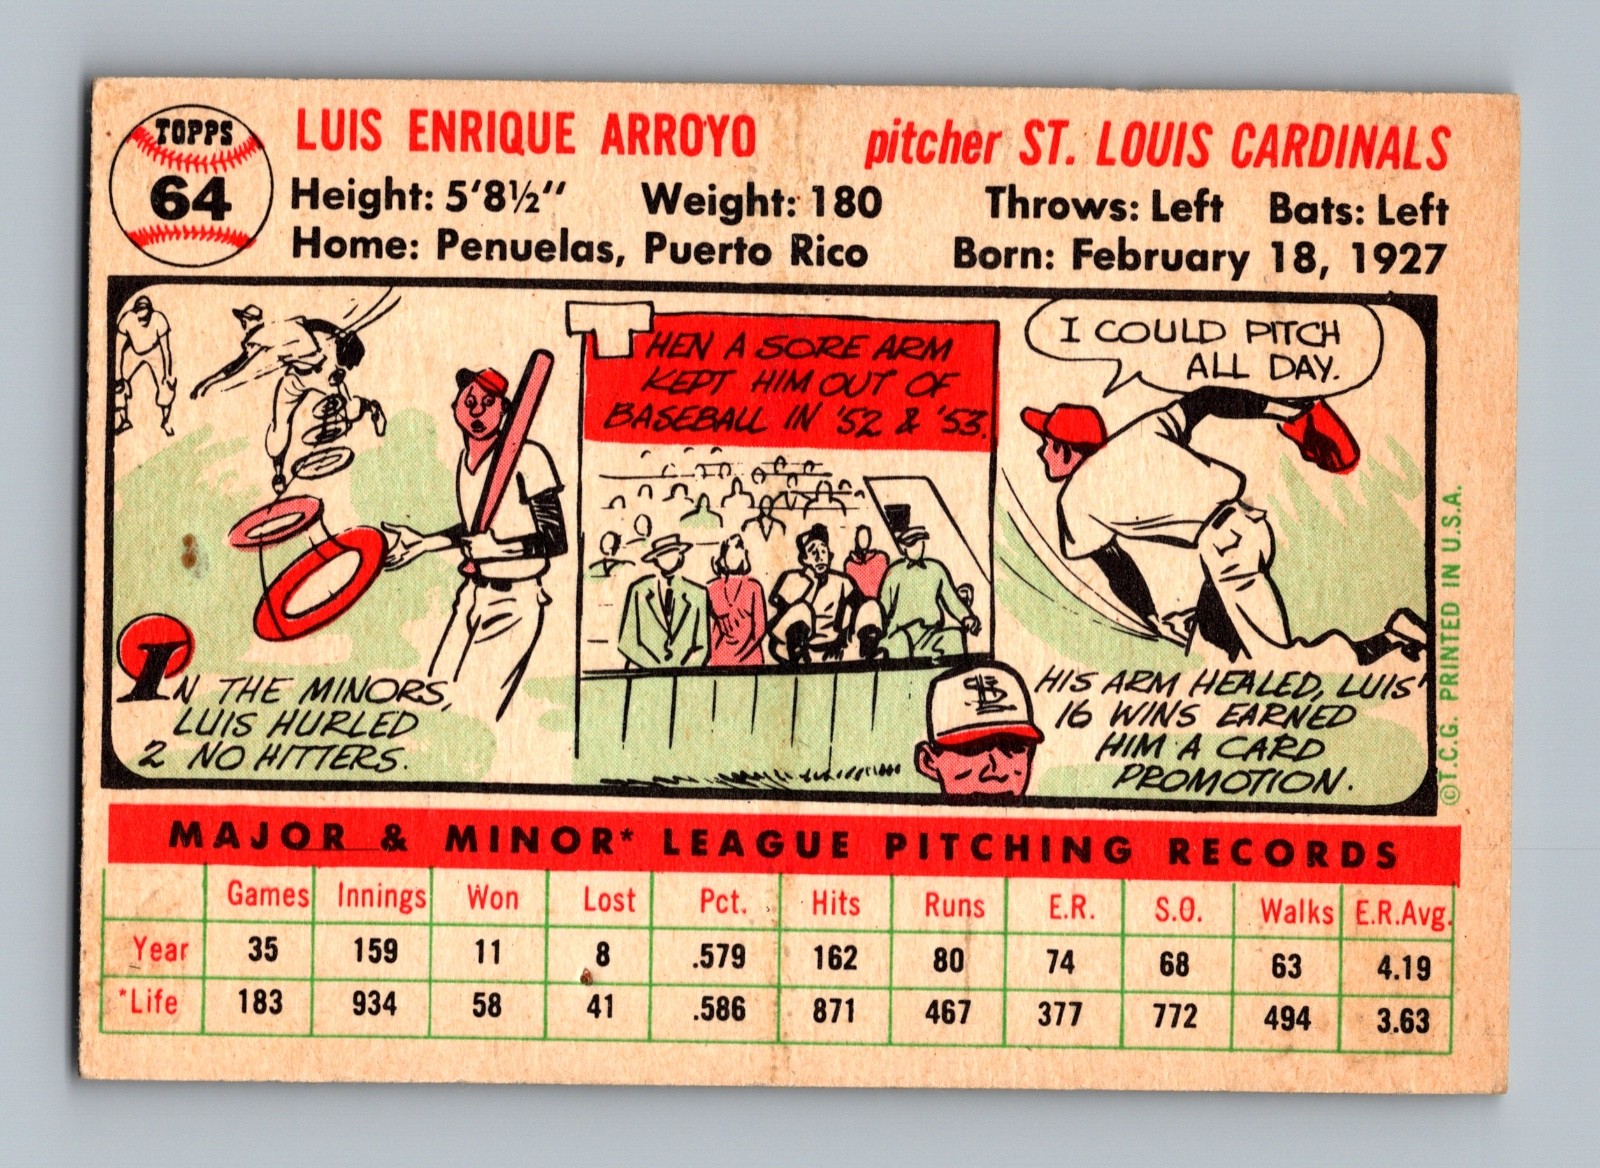 TOPPS
64
LUIS ENRIQUE ARROYO pitcher ST. LOUIS CARDINALS
Height: 5'8½" Weight: 180 Throws: Left Bats: Left
Home: Penuelas, Puerto Rico Born: February 18, 1927
IN THE MINORS,
LUIS HURLED
2 NO HITTERS.
THEN A SORE ARM
KEPT HIM OUT OF
BASEBALL IN '52 & '53.
I COULD PITCH
ALL DAY.
STL
HIS ARM HEALED, LUIS'
16 WINS EARNED
HIM A CARD
PROMOTION.
©T.C.G. PRINTED IN U.S.A.
MAJOR & MINOR* LEAGUE PITCHING RECORDS
Games Innings Won Lost Pct. Hits Runs E.R. S.O. Walks E.R.Avg.
Year 35 159 11 8 .579 162 80 74 68 63 4.19
*Life 183 934 58 41 .586 871 467 377 772 494 3.63